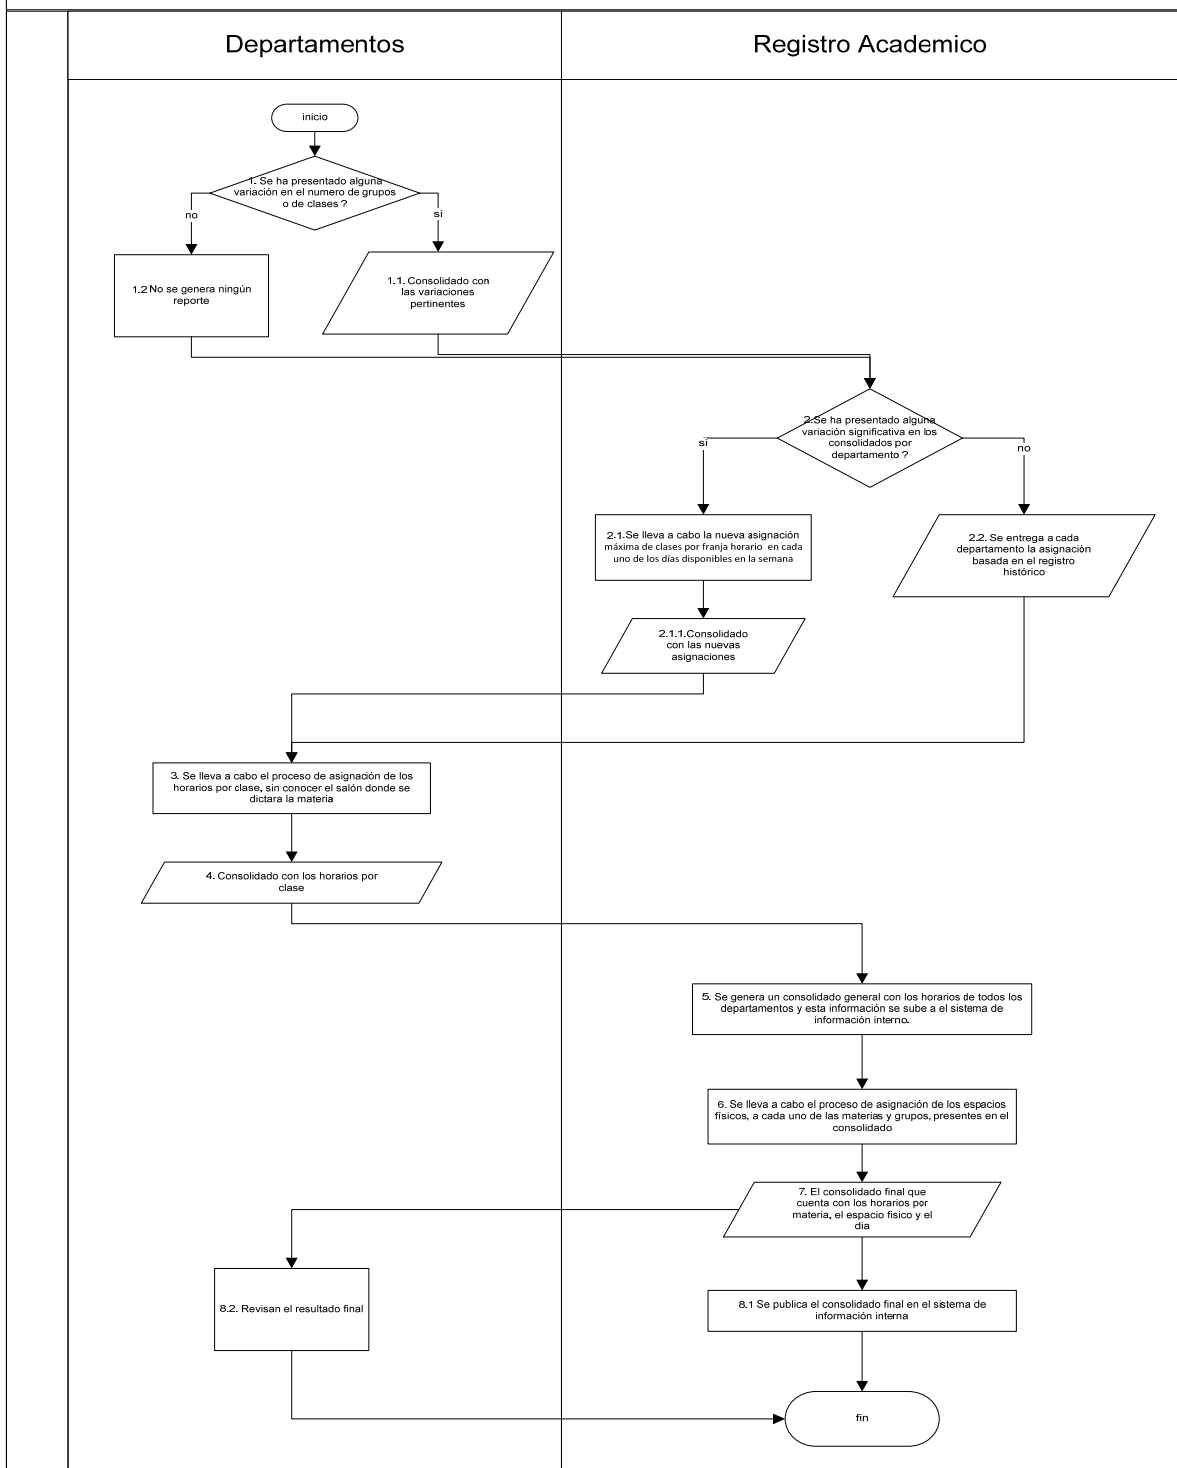 Departamentos
Registro Academico
inicio
1. Se ha presentado alguna
variación en el numero de grupos
o de clases ?
no
si
1.2 No se genera ningún
reporte
1.1. Consolidado con
las variaciones
pertinentes
2.Se ha presentado alguna
variación significativa en los
consolidados por
departamento ?
si
no
2.1.Se lleva a cabo la nueva asignación
máxima de clases por franja horario en cada
uno de los días disponibles en la semana
2.2. Se entrega a cada
departamento la asignación
basada en el registro
histórico
2.1.1.Consolidado
con las nuevas
asignaciones
3. Se lleva a cabo el proceso de asignación de los
horarios por clase, sin conocer el salón donde se
dictara la materia
4. Consolidado con los horarios por
clase
5. Se genera un consolidado general con los horarios de todos los
departamentos y esta información se sube a el sistema de
información interno.
6. Se lleva a cabo el proceso de asignación de los espacios
físicos, a cada uno de las materias y grupos, presentes en el
consolidado
7. El consolidado final que
cuenta con los horarios por
materia, el espacio fisico y el
dia
8.2. Revisan el resultado final
8.1 Se publica el consolidado final en el sistema de
información interna
fin